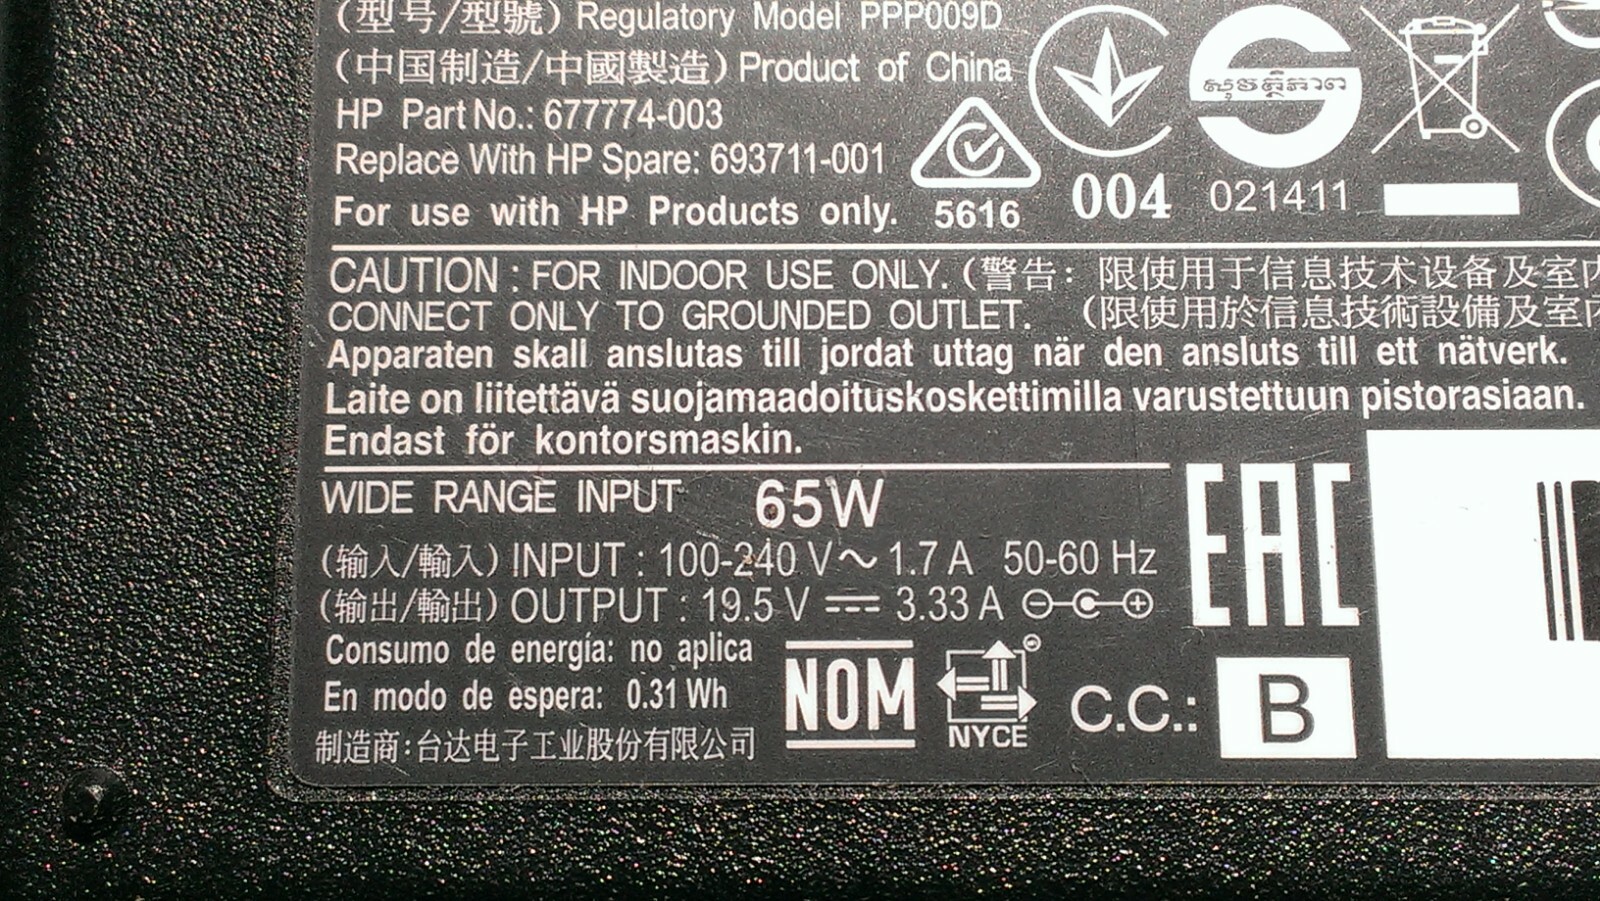 (型号/型號) Regulatory Model PPP009D
(中国制造/中國製造) Product of China
HP Part No.: 677774-003
Replace With HP Spare: 693711-001
For use with HP Products only.
5616
004
សុវត្ថិភាព
021411
CAUTION : FOR INDOOR USE ONLY. (警告: 限使用于信息技术设备及室内
CONNECT ONLY TO GROUNDED OUTLET. (限使用於信息技術設備及室內
Apparaten skall anslutas till jordat uttag när den ansluts till ett nätverk.
Laite on liitettävä suojamaadoituskoskettimilla varustettuun pistorasiaan.
Endast för kontorsmaskin.
WIDE RANGE INPUT 65W
(输入/輸入) INPUT : 100-240 V~ 1.7 A 50-60 Hz
(输出/輸出) OUTPUT : 19.5 V ⎓ 3.33 A
EAC
Consumo de energía: no aplica
En modo de espera: 0.31 Wh
NOM
NYCE
C.C.: B
制造商:台达电子工业股份有限公司